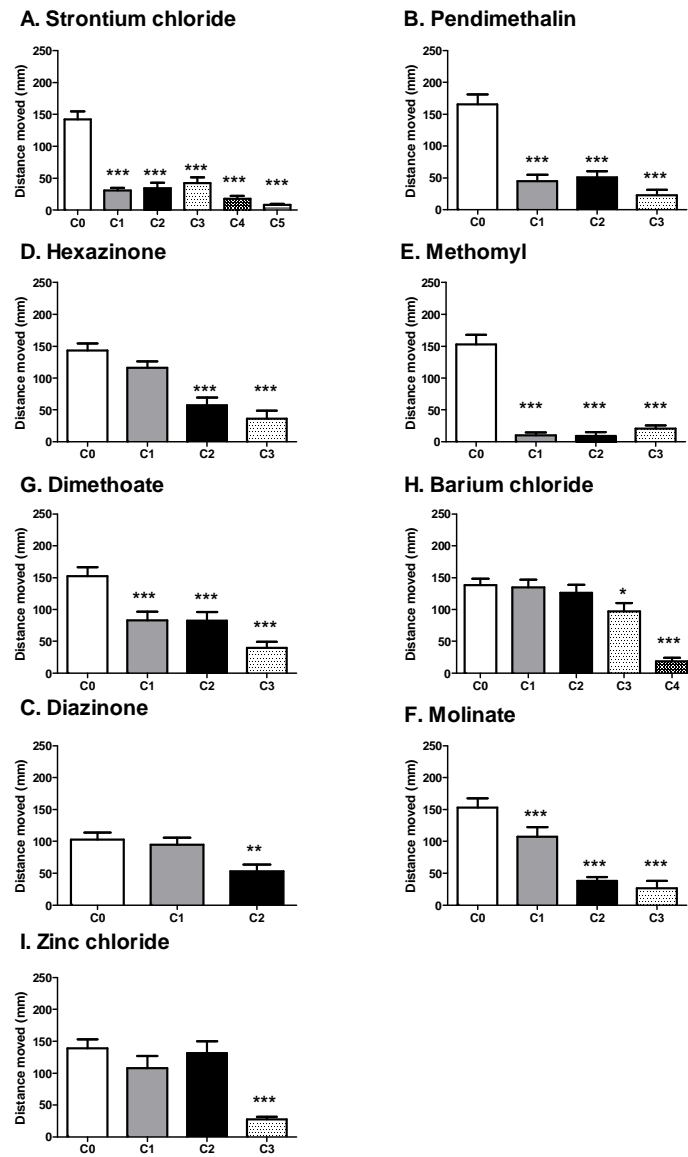 A. Strontium chloride
Distance moved (mm)
250
200
150
100
50
0
***
***
***
***
***
C0 C1 C2 C3 C4 C5
B. Pendimethalin
Distance moved (mm)
250
200
150
100
50
0
***
***
***
C0 C1 C2 C3
D. Hexazinone
Distance moved (mm)
250
200
150
100
50
0
***
***
C0 C1 C2 C3
E. Methomyl
Distance moved (mm)
250
200
150
100
50
0
***
***
***
C0 C1 C2 C3
G. Dimethoate
Distance moved (mm)
250
200
150
100
50
0
***
***
***
C0 C1 C2 C3
H. Barium chloride
Distance moved (mm)
250
200
150
100
50
0
*
***
C0 C1 C2 C3 C4
C. Diazinone
Distance moved (mm)
250
200
150
100
50
0
**
C0 C1 C2
F. Molinate
Distance moved (mm)
250
200
150
100
50
0
***
***
***
C0 C1 C2 C3
I. Zinc chloride
Distance moved (mm)
250
200
150
100
50
0
***
C0 C1 C2 C3